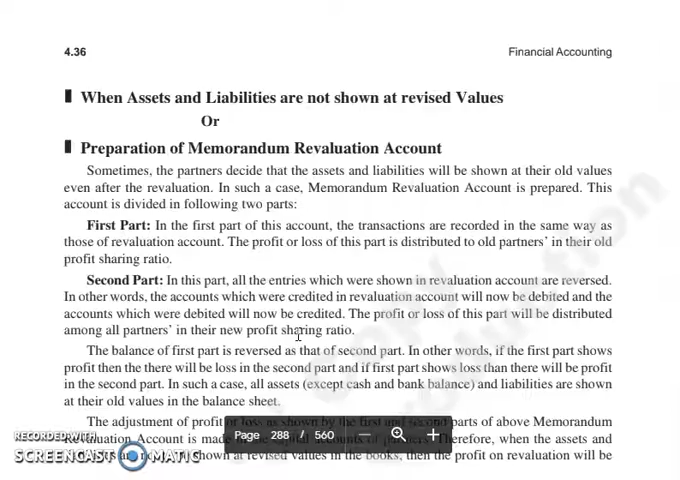 4.36 Financial Accounting
When Assets and Liabilities are not shown at revised Values
Or
Preparation of Memorandum Revaluation Account
Sometimes, the partners decide that the assets and liabilities will be shown at their old values
even after the revaluation. In such a case, Memorandum Revaluation Account is prepared. This
account is divided in following two parts:
First Part: In the first part of this account, the transactions are recorded in the same way as
those of revaluation account. The profit or loss of this part is distributed to old partners' in their old
profit sharing ratio.
Second Part: In this part, all the entries which were shown in revaluation account are reversed.
In other words, the accounts which were credited in revaluation account will now be debited and the
accounts which were debited will now be credited. The profit or loss of this part will be distributed
among all partners' in their new profit sharing ratio.
The balance of first part is reversed as that of second part. In other words, if the first part shows
profit then the there will be loss in the second part and if first part shows loss than there will be profit
in the second part. In such a case, all assets (except cash and bank balance) and liabilities are shown
at their old values in the balance sheet.
The adjustment of profit or loss as shown by the first and second parts of above Memorandum
Revaluation Account is made Therefore, when the assets and
shown at revised values in the books, then the profit on revaluation will be
Page 288 / 560
RECORDED WITH
SCREENCAST MATIC